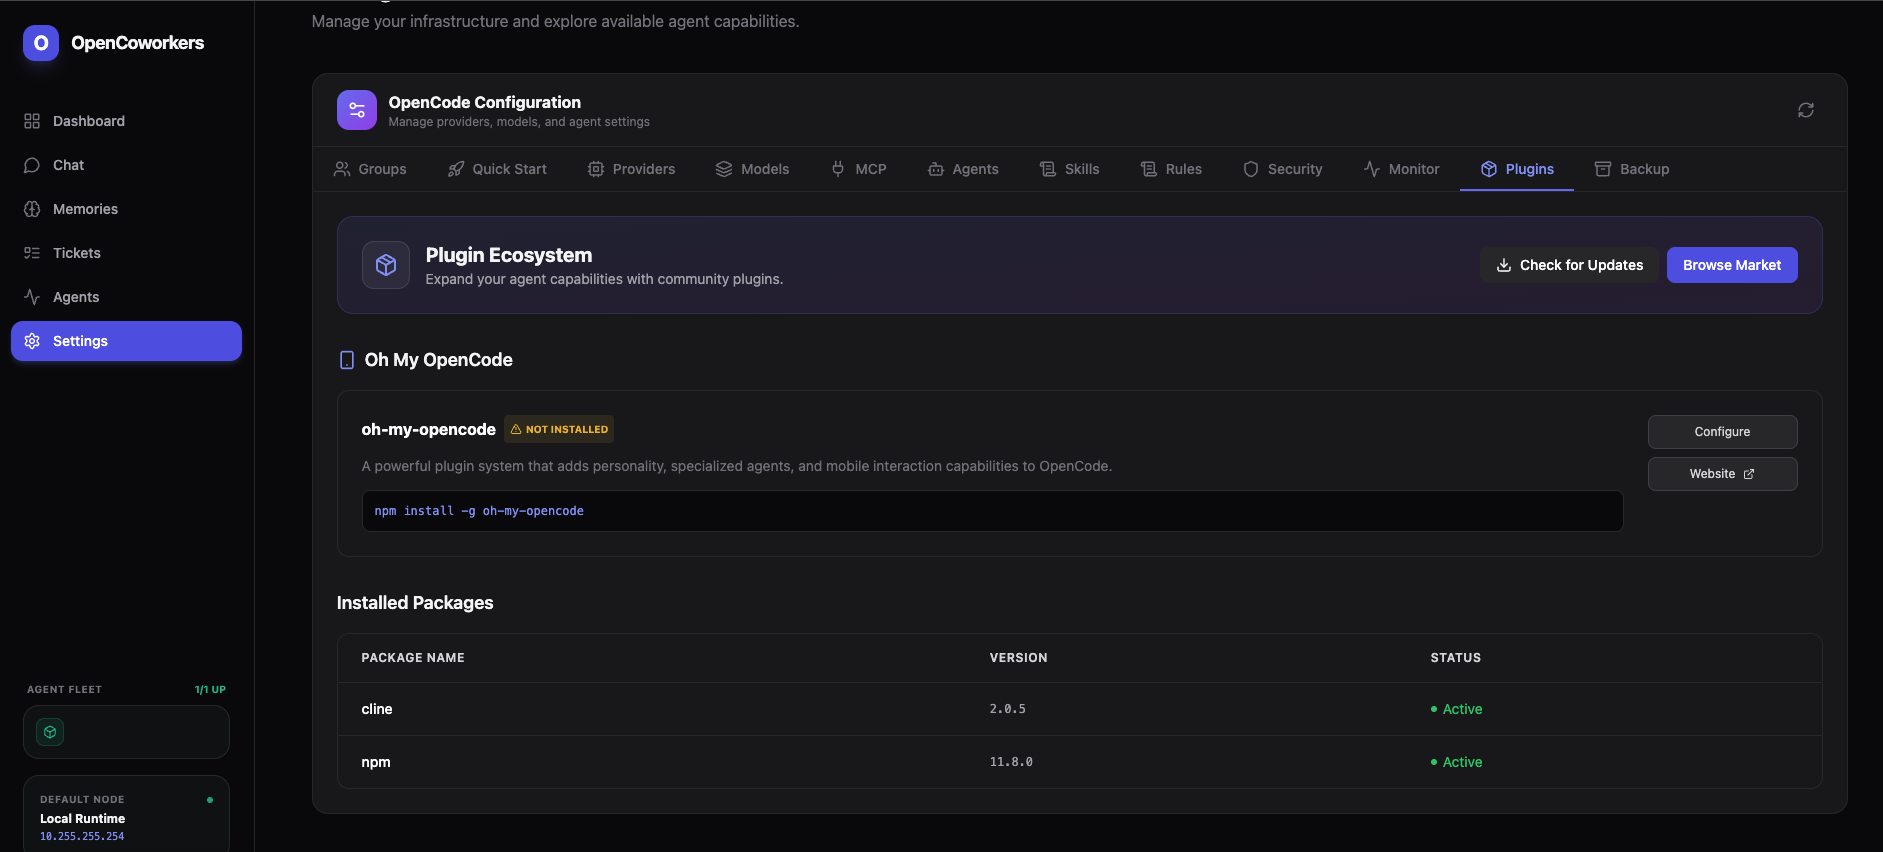 O OpenCoworkers
Dashboard
Chat
Memories
Tickets
Agents
Settings
AGENT FLEET 1/1 UP
DEFAULT NODE
Local Runtime
10.255.255.254
Manage your infrastructure and explore available agent capabilities.
OpenCode Configuration
Manage providers, models, and agent settings
Groups Quick Start Providers Models MCP Agents Skills Rules Security Monitor Plugins Backup
Plugin Ecosystem
Expand your agent capabilities with community plugins.
Check for Updates Browse Market
Oh My OpenCode
oh-my-opencode NOT INSTALLED
A powerful plugin system that adds personality, specialized agents, and mobile interaction capabilities to OpenCode.
npm install -g oh-my-opencode
Configure
Website
Installed Packages
PACKAGE NAME VERSION STATUS
cline 2.0.5 Active
npm 11.8.0 Active